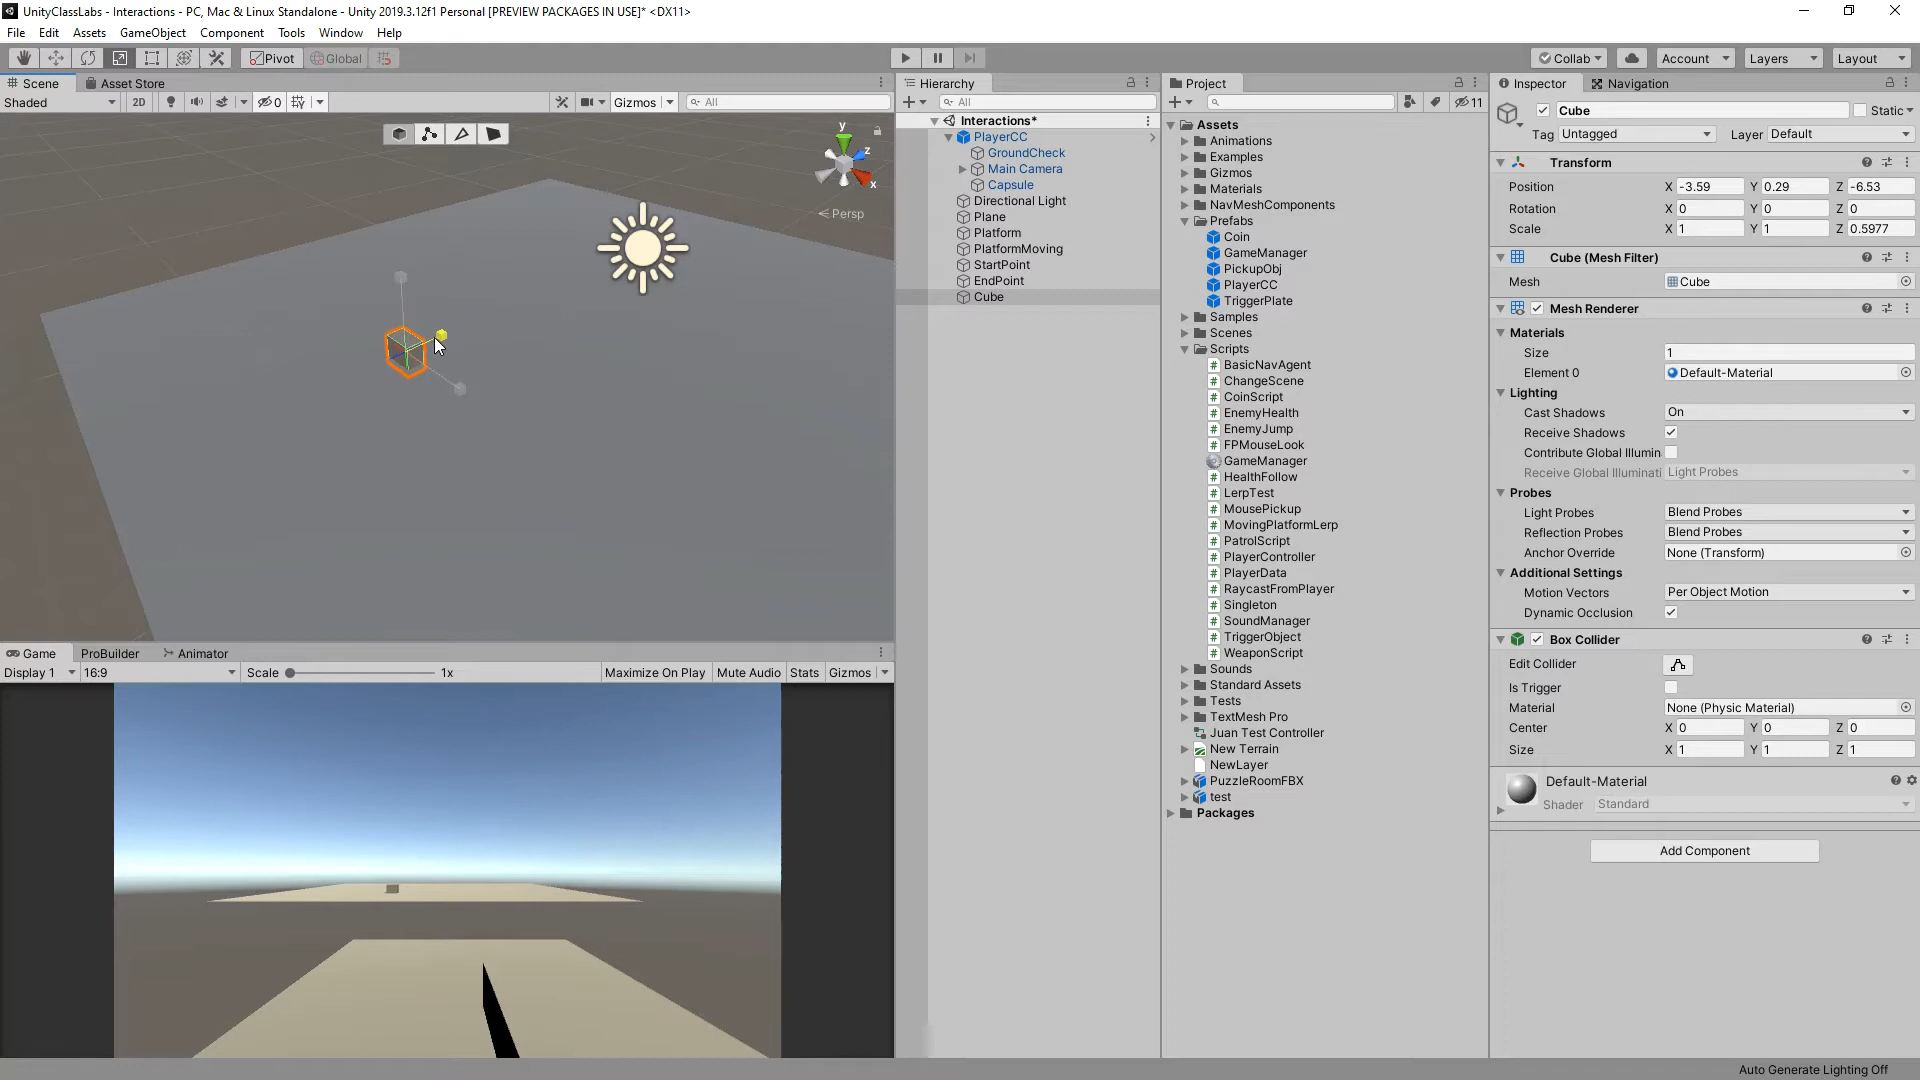 UnityClassLabs - Interactions - PC, Mac & Linux Standalone - Unity 2019.3.12f1 Personal [PREVIEW PACKAGES IN USE]* <DX11>
File Edit Assets GameObject Component Tools Window Help
Pivot Global Collab Account Layers Layout
Scene Asset Store
Shaded 2D 0 Gizmos All
y
z
x
Persp
Game ProBuilder Animator
Display 1 16:9 Scale 1x Maximize On Play Mute Audio Stats Gizmos
Hierarchy
All
Interactions*
PlayerCC
GroundCheck
Main Camera
Capsule
Directional Light
Plane
Platform
PlatformMoving
StartPoint
EndPoint
Cube
Project
11
Assets
Animations
Examples
Gizmos
Materials
NavMeshComponents
Prefabs
Coin
GameManager
PickupObj
PlayerCC
TriggerPlate
Samples
Scenes
Scripts
BasicNavAgent
ChangeScene
CoinScript
EnemyHealth
EnemyJump
FPMouseLook
GameManager
HealthFollow
LerpTest
MousePickup
MovingPlatformLerp
PatrolScript
PlayerController
PlayerData
RaycastFromPlayer
Singleton
SoundManager
TriggerObject
WeaponScript
Sounds
Standard Assets
Tests
TextMesh Pro
Juan Test Controller
New Terrain
NewLayer
PuzzleRoomFBX
test
Packages
Inspector Navigation
Cube Static
Tag Untagged Layer Default
Transform
Position X -3.59 Y 0.29 Z -6.53
Rotation X 0 Y 0 Z 0
Scale X 1 Y 1 Z 0.5977
Cube (Mesh Filter)
Mesh Cube
Mesh Renderer
Materials
Size 1
Element 0 Default-Material
Lighting
Cast Shadows On
Receive Shadows
Contribute Global Illumin
Receive Global Illuminati Light Probes
Probes
Light Probes Blend Probes
Reflection Probes Blend Probes
Anchor Override None (Transform)
Additional Settings
Motion Vectors Per Object Motion
Dynamic Occlusion
Box Collider
Edit Collider
Is Trigger
Material None (Physic Material)
Center X 0 Y 0 Z 0
Size X 1 Y 1 Z 1
Default-Material
Shader Standard
Add Component
Auto Generate Lighting Off